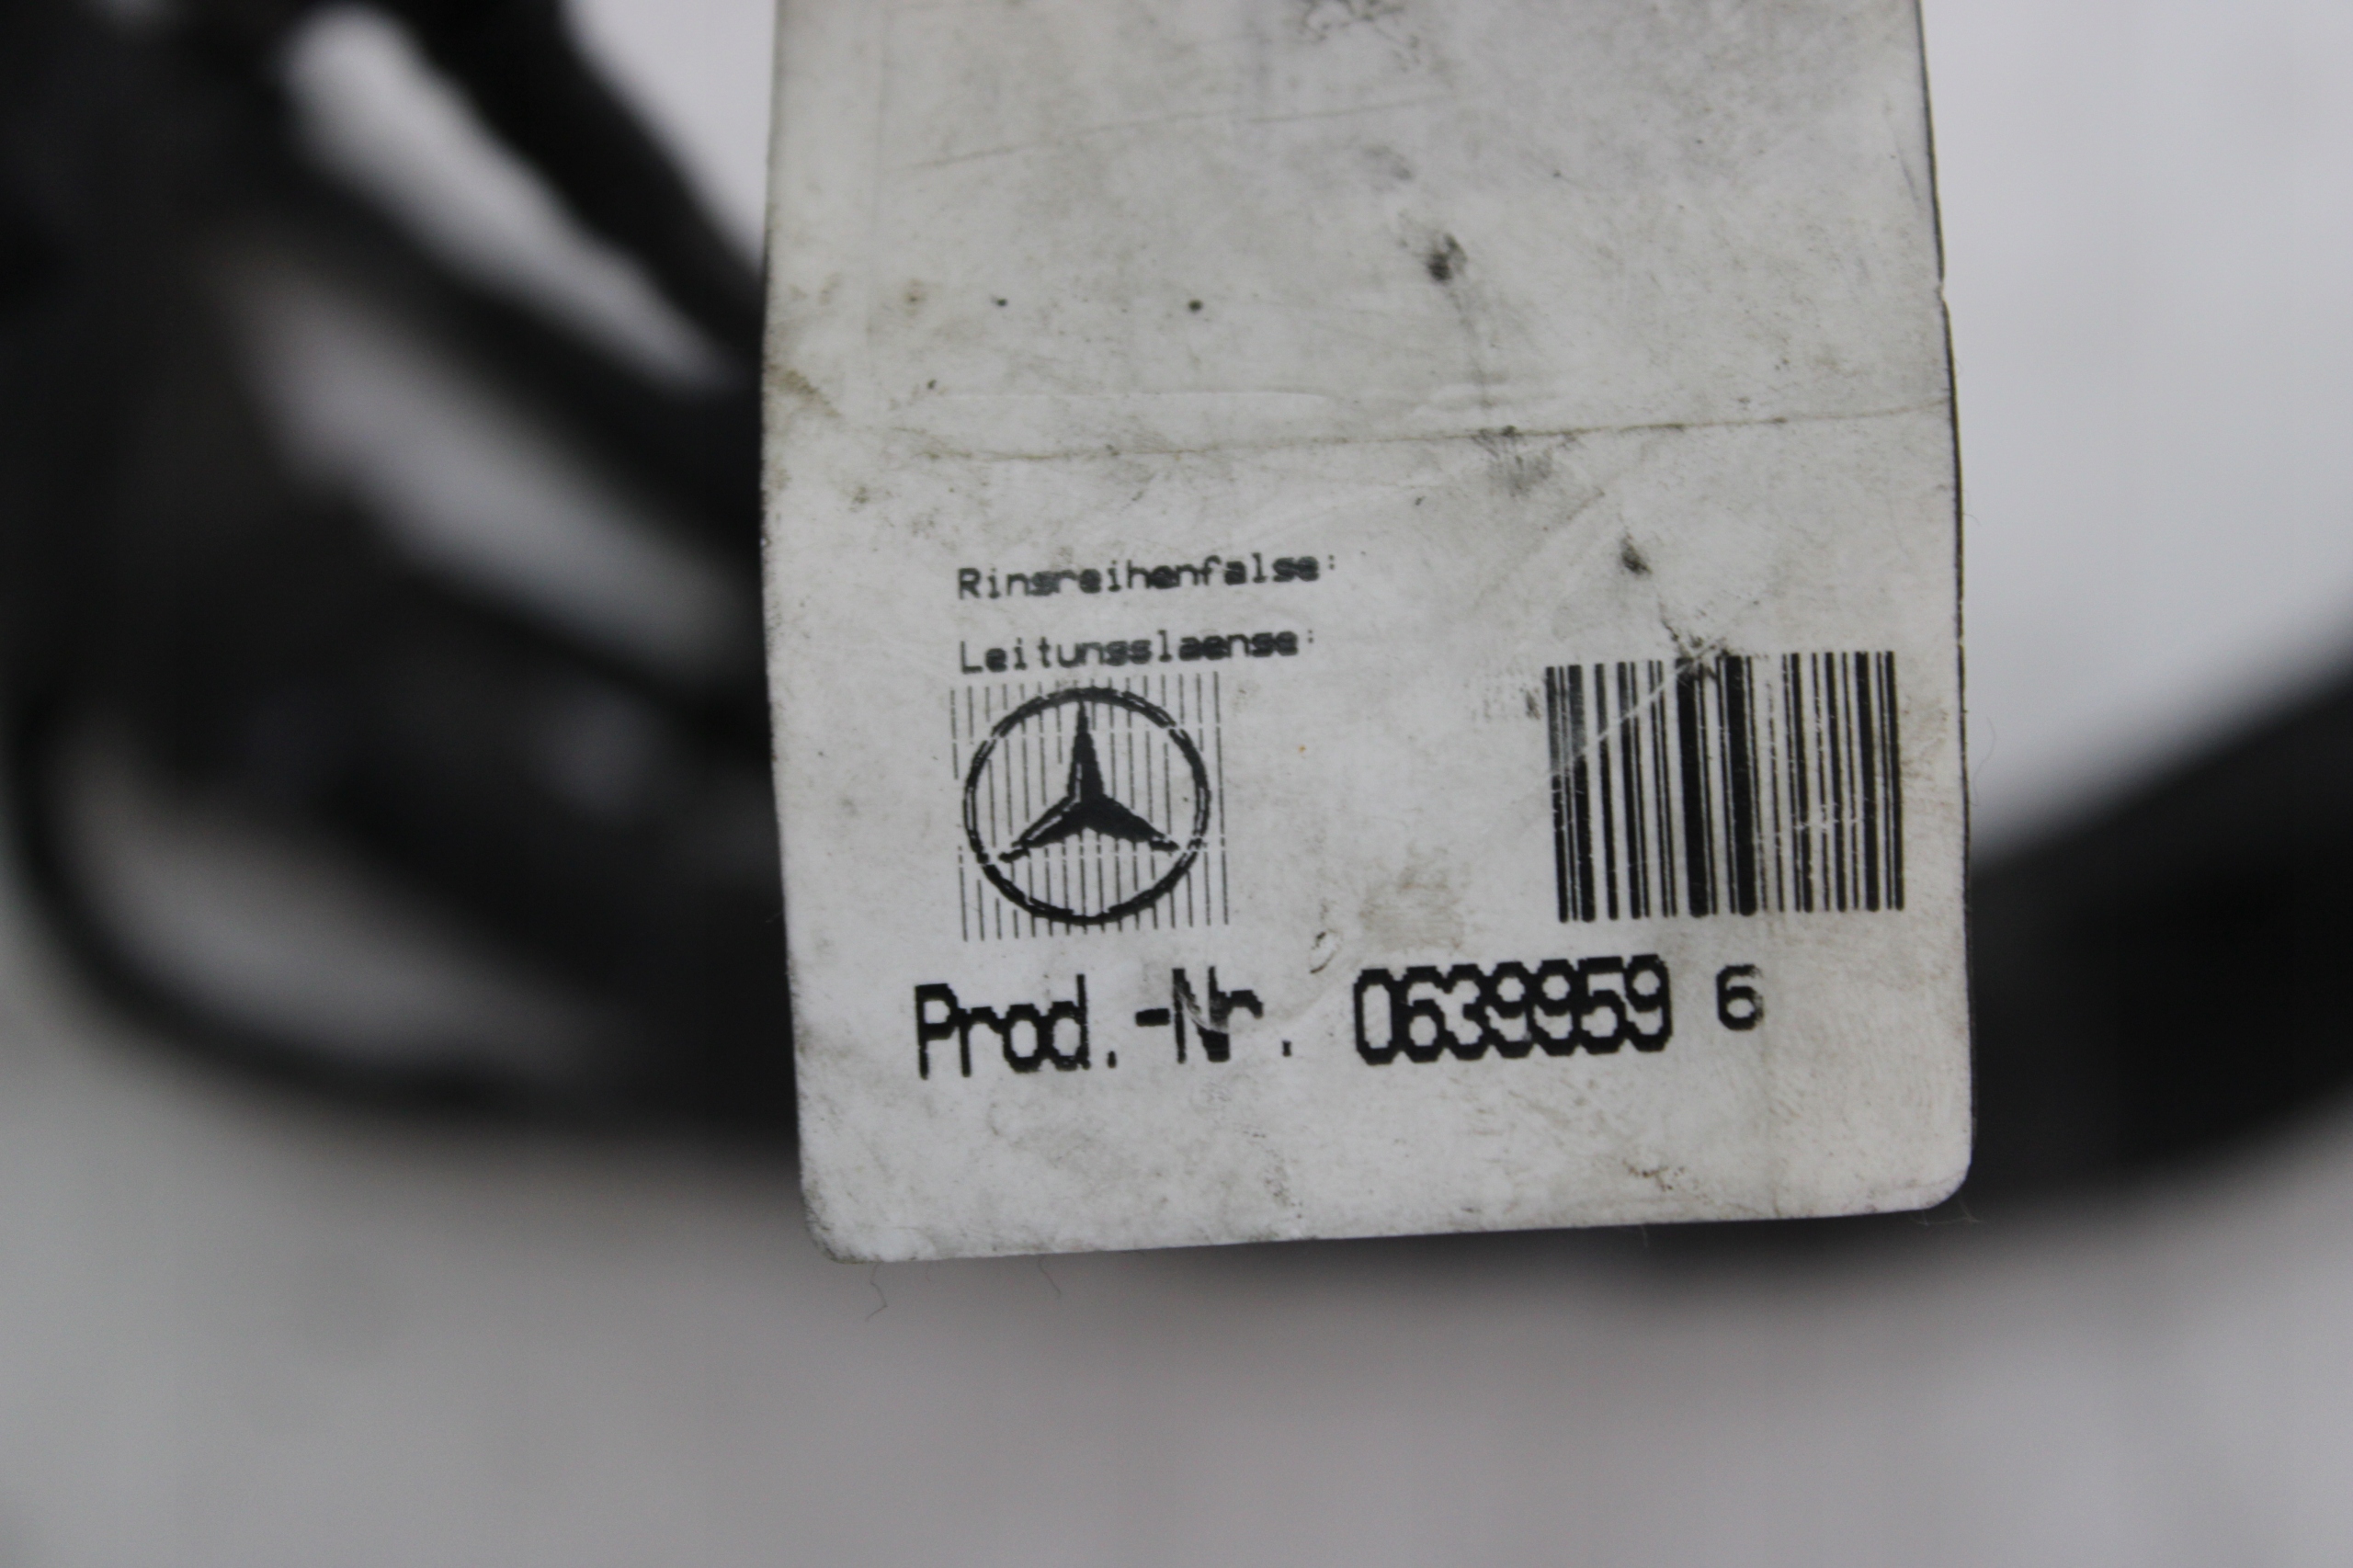 Rinsreihenfalse:
Leitunsslaense:
Prod.-Nr. 0639959 6